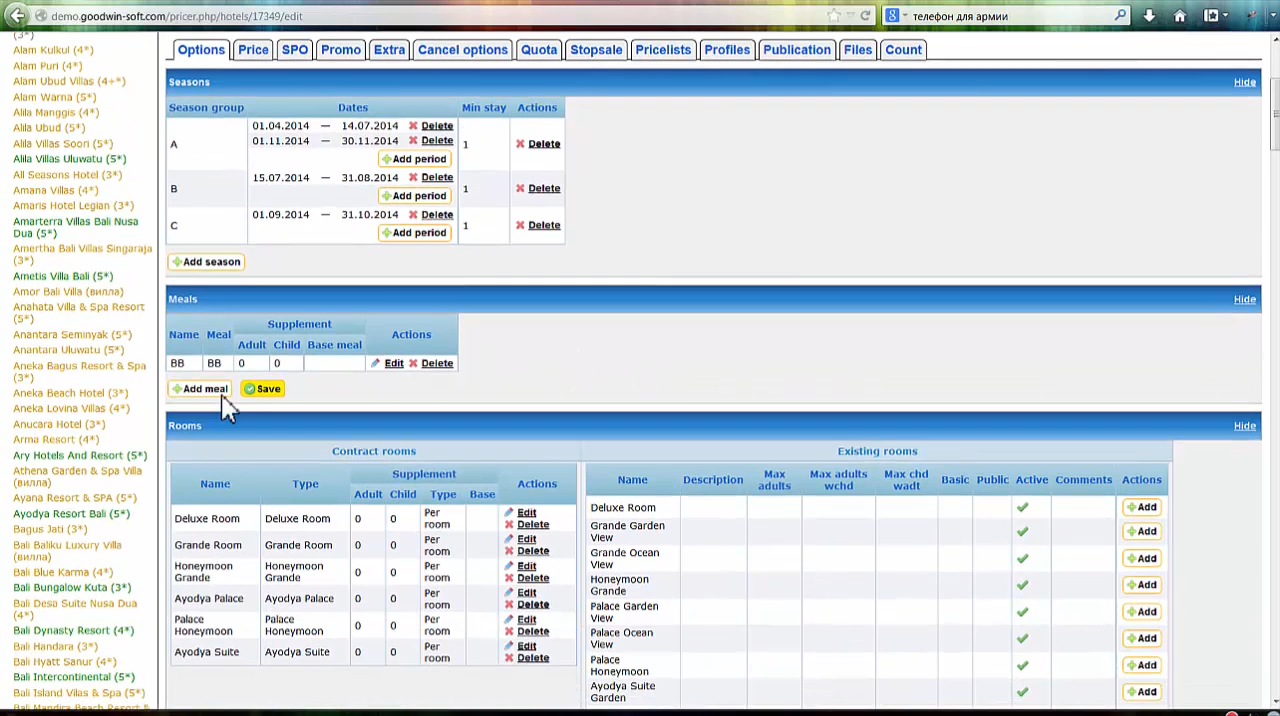 demo.goodwin-soft.com/pricer.php/hotels/17349/edit
телефон для армии
(3*)
Alam Kulkul (4*)
Alam Puri (4*)
Alam Ubud Villas (4+*)
Alam Warna (5*)
Alila Manggis (4*)
Alila Ubud (5*)
Alila Villas Soori (5*)
Alila Villas Uluwatu (5*)
All Seasons Hotel (3*)
Amana Villas (4*)
Amaris Hotel Legian (3*)
Amarterra Villas Bali Nusa
Dua (5*)
Amertha Bali Villas Singaraja
(3*)
Ametis Villa Bali (5*)
Amor Bali Villa (вилла)
Anahata Villa & Spa Resort
(5*)
Anantara Seminyak (5*)
Anantara Uluwatu (5*)
Aneka Bagus Resort & Spa
(3*)
Aneka Beach Hotel (3*)
Aneka Lovina Villas (4*)
Anucara Hotel (3*)
Arma Resort (4*)
Ary Hotels And Resort (5*)
Athena Garden & Spa Villa
(вилла)
Ayana Resort & SPA (5*)
Ayodya Resort Bali (5*)
Bagus Jati (3*)
Bali Baliku Luxury Villa
(вилла)
Bali Blue Karma (4*)
Bali Bungalow Kuta (3*)
Bali Desa Suite Nusa Dua
(4*)
Bali Dynasty Resort (4*)
Bali Handara (3*)
Bali Hyatt Sanur (4*)
Bali Intercontinental (5*)
Bali Island Vilas & Spa (5*)
Bali Mandira Beach Resort &
Options Price SPO Promo Extra Cancel options Quota Stopsale Pricelists Profiles Publication Files Count
Seasons Hide
Season group Dates Min stay Actions
A 01.04.2014 — 14.07.2014 Delete
01.11.2014 — 30.11.2014 Delete 1 Delete
Add period
B 15.07.2014 — 31.08.2014 Delete 1 Delete
Add period
C 01.09.2014 — 31.10.2014 Delete 1 Delete
Add period
Add season
Meals Hide
Name Meal Supplement Actions
Adult Child Base meal
BB BB 0 0 Edit Delete
Add meal Save
Rooms Hide
Contract rooms
Name Type Supplement Actions
Adult Child Type Base
Deluxe Room Deluxe Room 0 0 Per room Edit Delete
Grande Room Grande Room 0 0 Per room Edit Delete
Honeymoon Grande Honeymoon Grande 0 0 Per room Edit Delete
Ayodya Palace Ayodya Palace 0 0 Per room Edit Delete
Palace Honeymoon Palace Honeymoon 0 0 Per room Edit Delete
Ayodya Suite Ayodya Suite 0 0 Per room Edit Delete
Existing rooms
Name Description Max adults Max adults wchd Max chd wadt Basic Public Active Comments Actions
Deluxe Room Add
Grande Garden View Add
Grande Ocean View Add
Honeymoon Grande Add
Palace Garden View Add
Palace Ocean View Add
Palace Honeymoon Add
Ayodya Suite Garden Add